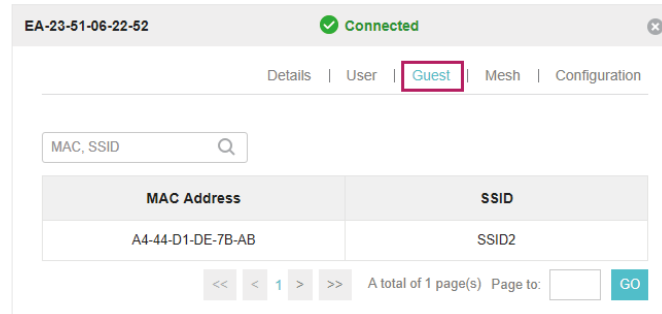 EA-23-51-06-22-52 Connected
Details | User | Guest | Mesh | Configuration
MAC, SSID
MAC Address SSID
A4-44-D1-DE-7B-AB SSID2
<< < 1 > >> A total of 1 page(s) Page to: GO